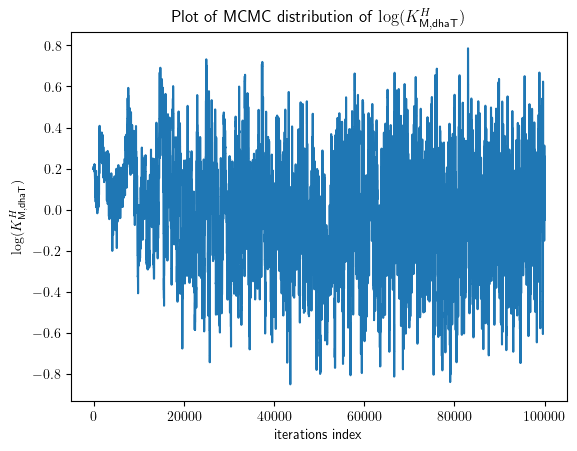 Plot of MCMC distribution of log(K^H_M,dhaT)
log(K^H_M,dhaT)
0.8
0.6
0.4
0.2
0.0
−0.2
−0.4
−0.6
−0.8
0 20000 40000 60000 80000 100000
iterations index